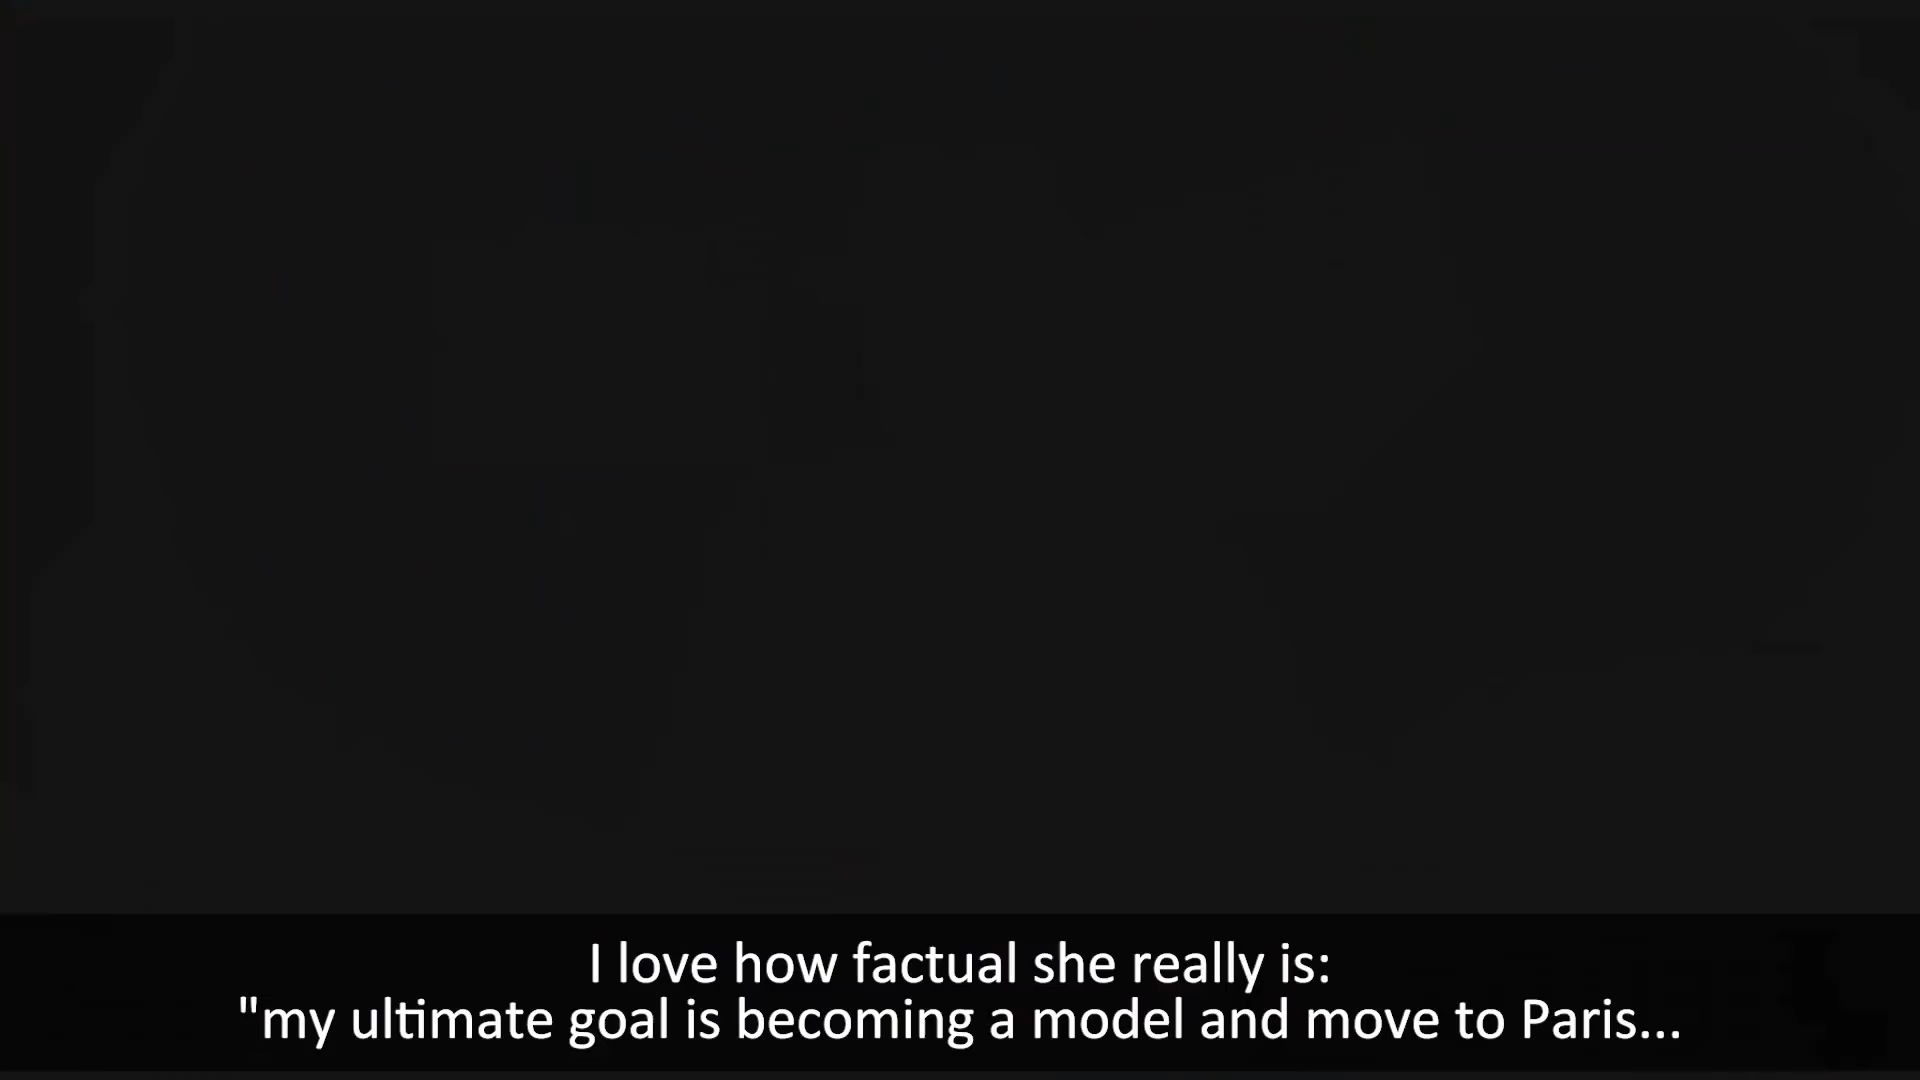 I love how factual she really is:
"my ultimate goal is becoming a model and move to Paris...